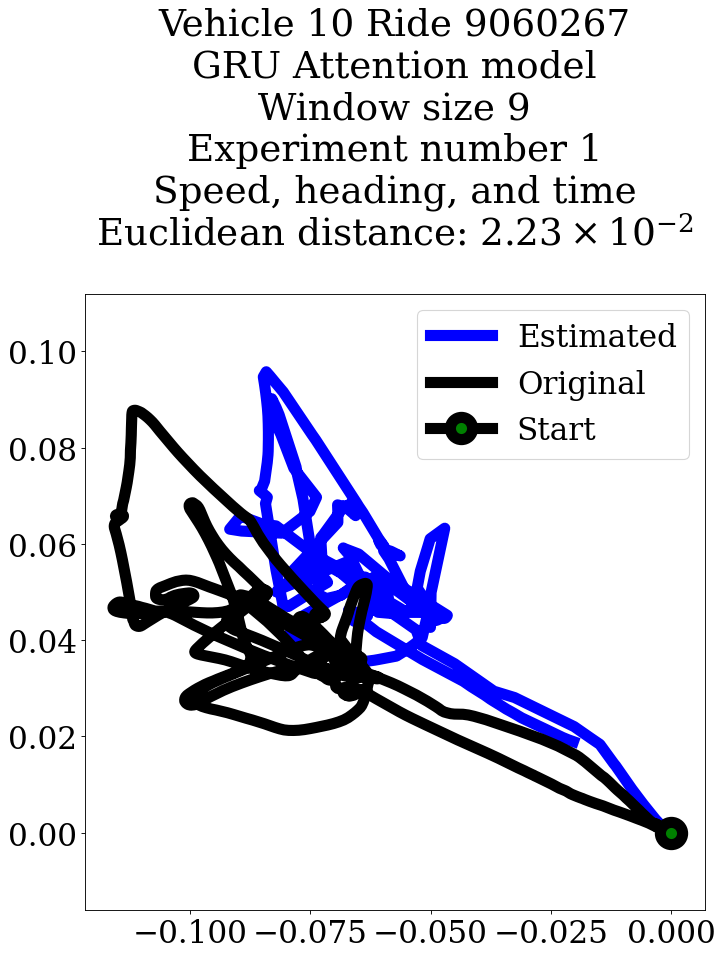 Vehicle 10 Ride 9060267
GRU Attention model
Window size 9
Experiment number 1
Speed, heading, and time
Euclidean distance: 2.23 × 10⁻²
Estimated
Original
Start
0.10
0.08
0.06
0.04
0.02
0.00
−0.100 −0.075 −0.050 −0.025 0.000